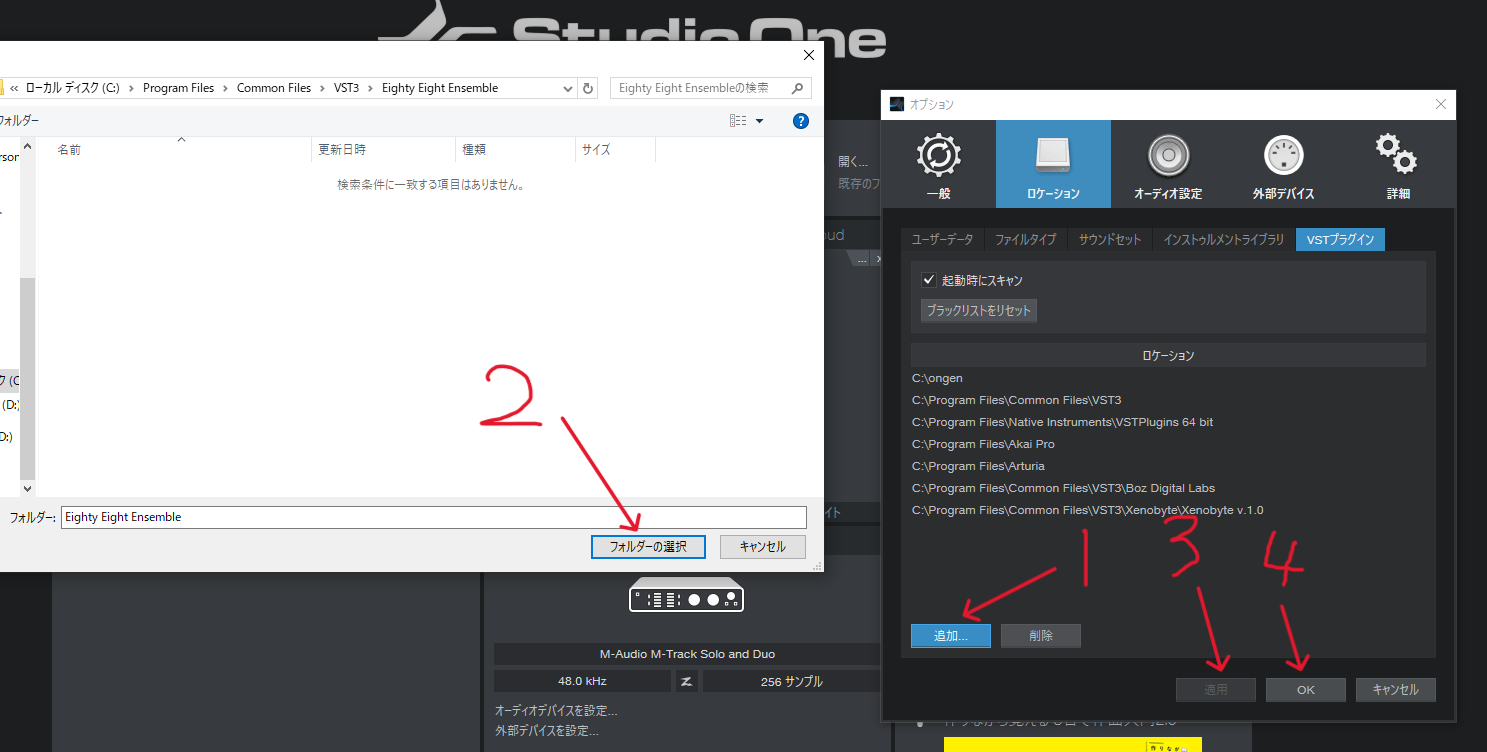 Studio One
« ローカル ディスク (C:) › Program Files › Common Files › VST3 › Eighty Eight Ensemble
Eighty Eight Ensembleの検索
フォルダー
?
名前 更新日時 種類 サイズ
検索条件に一致する項目はありません。
(D:)
フォルダー: Eighty Eight Ensemble
フォルダーの選択 キャンセル
2
開く...
既存のフ
oud
...
イト
M-Audio M-Track Solo and Duo
48.0 kHz
256 サンプル
オーディオデバイスを設定...
外部デバイスを設定...
オプション
一般 ロケーション オーディオ設定 外部デバイス 詳細
ユーザーデータ ファイルタイプ サウンドセット インストゥルメントライブラリ VSTプラグイン
起動時にスキャン
ブラックリストをリセット
ロケーション
C:\ongen
C:\Program Files\Common Files\VST3
C:\Program Files\Native Instruments\VSTPlugins 64 bit
C:\Program Files\Akai Pro
C:\Program Files\Arturia
C:\Program Files\Common Files\VST3\Boz Digital Labs
C:\Program Files\Common Files\VST3\Xenobyte\Xenobyte v.1.0
1 3 4
追加... 削除
適用 OK キャンセル